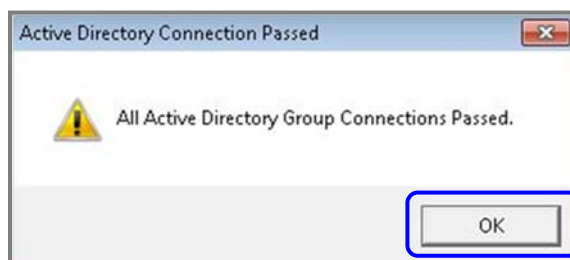 Active Directory Connection Passed
All Active Directory Group Connections Passed.
OK